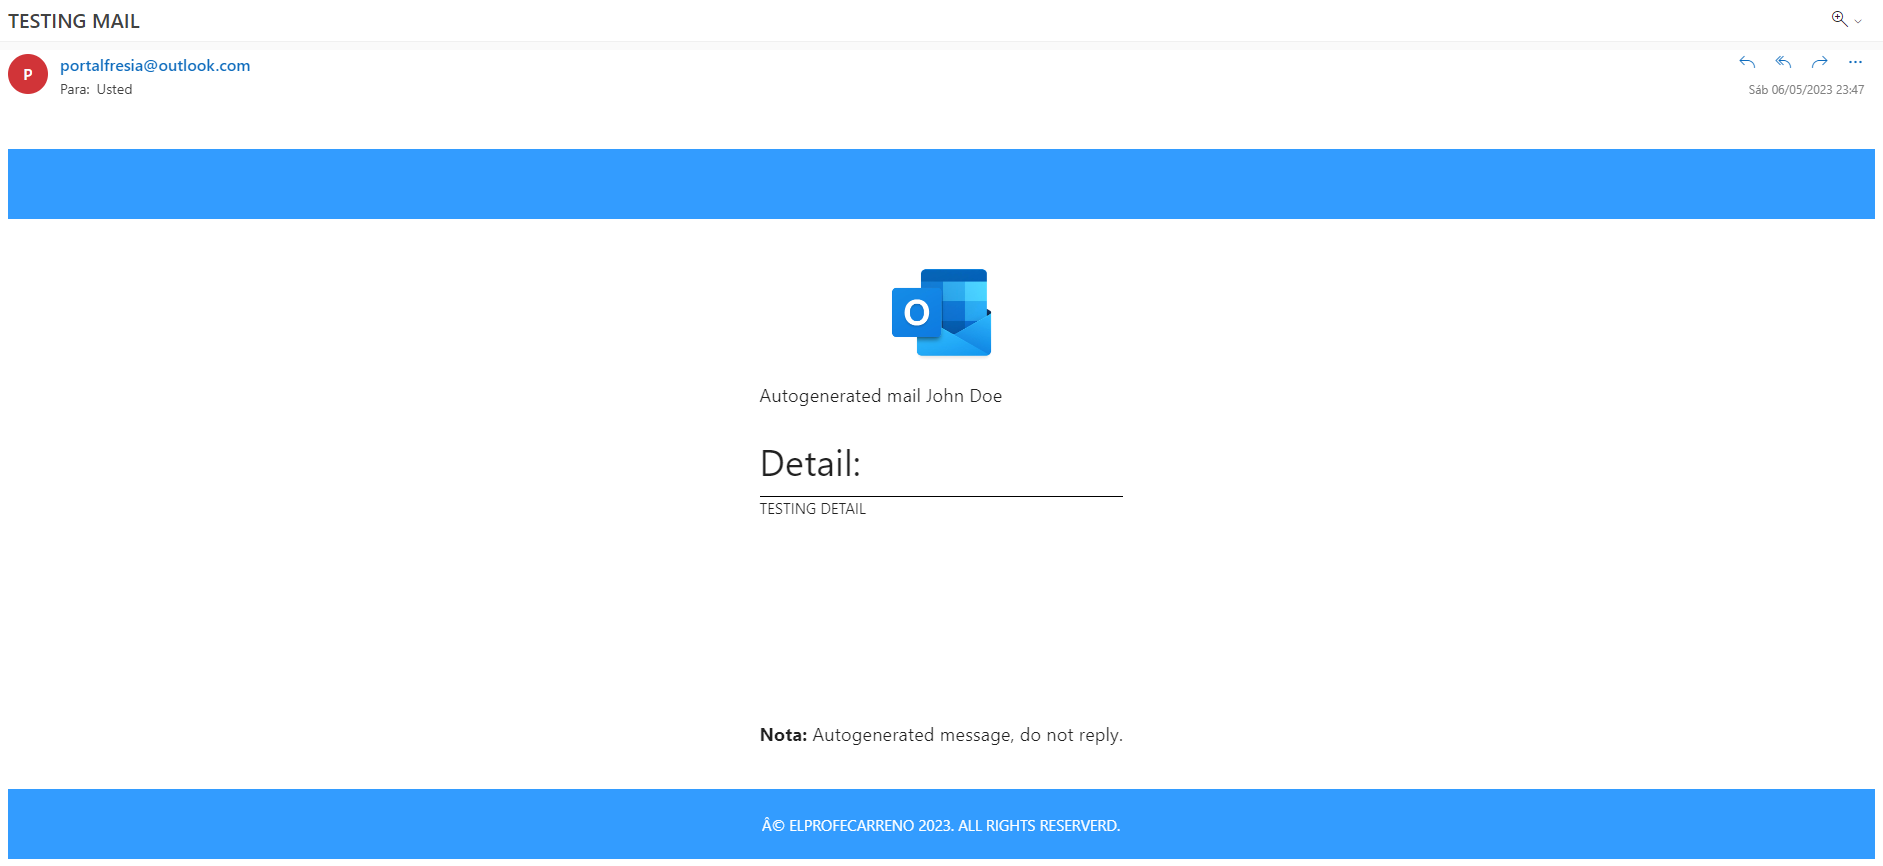 TESTING MAIL
P
portalfresia@outlook.com
Para: Usted
Sáb 06/05/2023 23:47
O
Autogenerated mail John Doe
Detail:
TESTING DETAIL
Nota: Autogenerated message, do not reply.
Â© ELPROFECARRENO 2023. ALL RIGHTS RESERVERD.